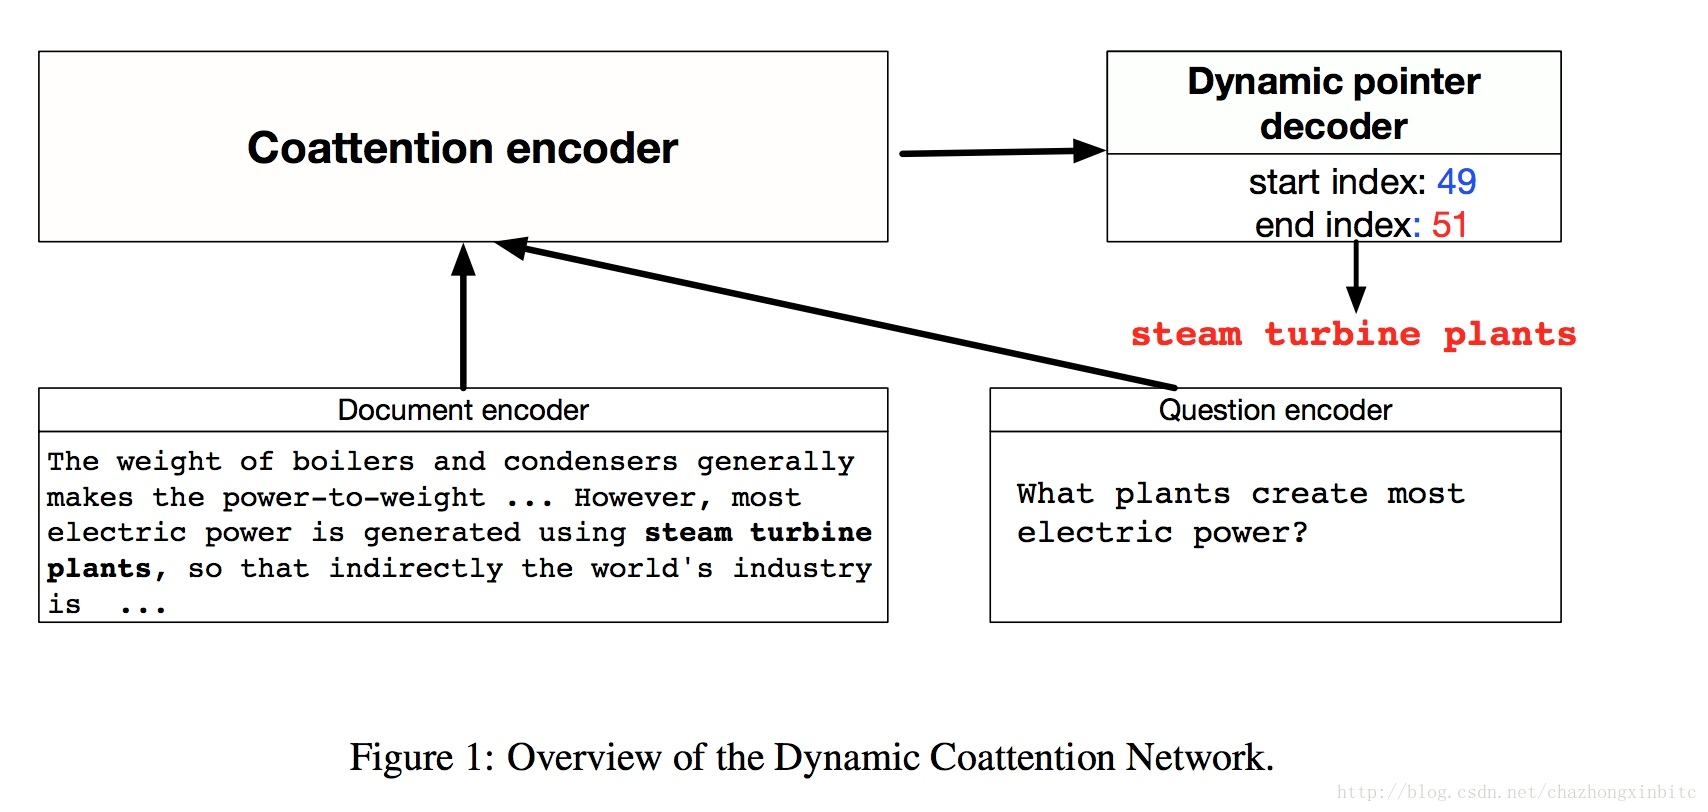 Coattention encoder
Dynamic pointer
decoder
start index: 49
end index: 51
steam turbine plants
Document encoder
The weight of boilers and condensers generally
makes the power-to-weight ... However, most
electric power is generated using steam turbine
plants, so that indirectly the world's industry
is ...
Question encoder
What plants create most
electric power?
Figure 1: Overview of the Dynamic Coattention Network.
http://blog.csdn.net/chazhongxinbitc